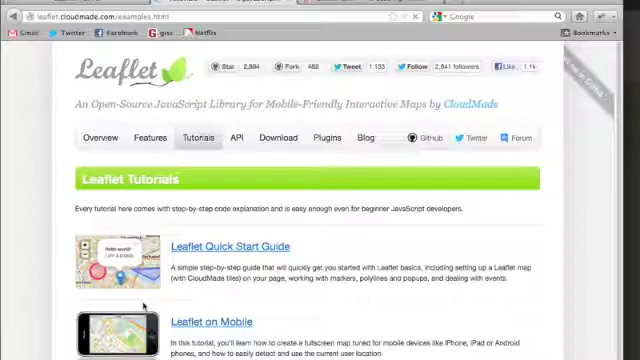 leaflet.cloudmade.com/examples.html
Google
Gmail Twitter Facebook gisz Netflix Bookmarks
Leaflet
Star 2,984 Fork 462 Tweet 1,133 Follow 2,841 followers Like 1.1k
An Open-Source JavaScript Library for Mobile-Friendly Interactive Maps by CloudMade
Overview Features Tutorials API Download Plugins Blog GitHub Twitter Forum
Leaflet Tutorials
Every tutorial here comes with step-by-step code explanation and is easy enough even for beginner JavaScript developers.
Hello world!
I am a popup.
Leaflet Quick Start Guide
A simple step-by-step guide that will quickly get you started with Leaflet basics, including setting up a Leaflet map
(with CloudMade tiles) on your page, working with markers, polylines and popups, and dealing with events.
Leaflet on Mobile
In this tutorial, you'll learn how to create a fullscreen map tuned for mobile devices like iPhone, iPad or Android
phones, and how to easily detect and use the current user location.